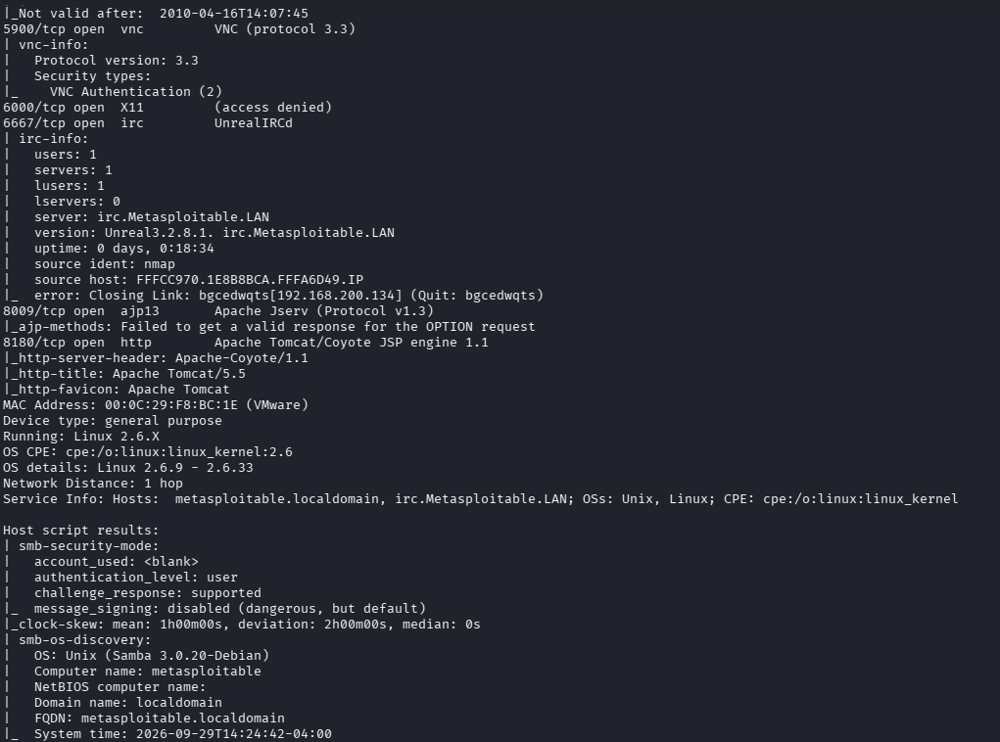 |_Not valid after:  2010-04-16T14:07:45
5900/tcp open  vnc         VNC (protocol 3.3)
| vnc-info:
|   Protocol version: 3.3
|   Security types:
|_    VNC Authentication (2)
6000/tcp open  X11         (access denied)
6667/tcp open  irc         UnrealIRCd
| irc-info:
|   users: 1
|   servers: 1
|   lusers: 1
|   lservers: 0
|   server: irc.Metasploitable.LAN
|   version: Unreal3.2.8.1. irc.Metasploitable.LAN
|   uptime: 0 days, 0:18:34
|   source ident: nmap
|   source host: FFFCC970.1E8B8BCA.FFFA6D49.IP
|_  error: Closing Link: bgcedwqts[192.168.200.134] (Quit: bgcedwqts)
8009/tcp open  ajp13       Apache Jserv (Protocol v1.3)
|_ajp-methods: Failed to get a valid response for the OPTION request
8180/tcp open  http        Apache Tomcat/Coyote JSP engine 1.1
|_http-server-header: Apache-Coyote/1.1
|_http-title: Apache Tomcat/5.5
|_http-favicon: Apache Tomcat
MAC Address: 00:0C:29:F8:BC:1E (VMware)
Device type: general purpose
Running: Linux 2.6.X
OS CPE: cpe:/o:linux:linux_kernel:2.6
OS details: Linux 2.6.9 - 2.6.33
Network Distance: 1 hop
Service Info: Hosts:  metasploitable.localdomain, irc.Metasploitable.LAN; OSs: Unix, Linux; CPE: cpe:/o:linux:linux_kernel

Host script results:
| smb-security-mode:
|   account_used: <blank>
|   authentication_level: user
|   challenge_response: supported
|_  message_signing: disabled (dangerous, but default)
|_clock-skew: mean: 1h00m00s, deviation: 2h00m00s, median: 0s
| smb-os-discovery:
|   OS: Unix (Samba 3.0.20-Debian)
|   Computer name: metasploitable
|   NetBIOS computer name:
|   Domain name: localdomain
|   FQDN: metasploitable.localdomain
|_  System time: 2026-09-29T14:24:42-04:00